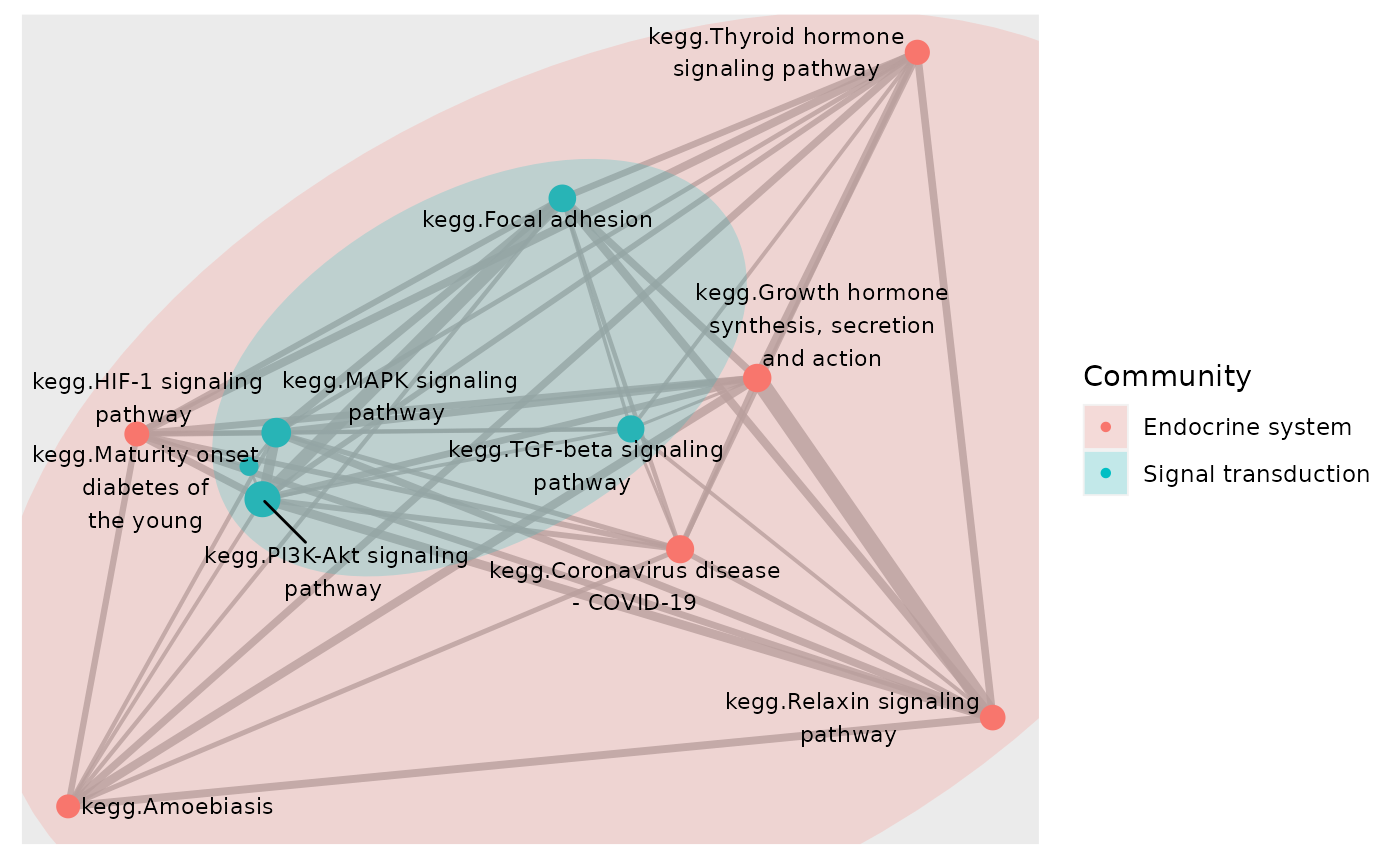 kegg.Thyroid hormone
signaling pathway
kegg.Focal adhesion
kegg.Growth hormone
synthesis, secretion
and action
kegg.HIF-1 signaling
pathway
kegg.MAPK signaling
pathway
kegg.Maturity onset
diabetes of
the young
kegg.TGF-beta signaling
pathway
kegg.PI3K-Akt signaling
pathway
kegg.Coronavirus disease
- COVID-19
kegg.Relaxin signaling
pathway
kegg.Amoebiasis
Community
Endocrine system
Signal transduction